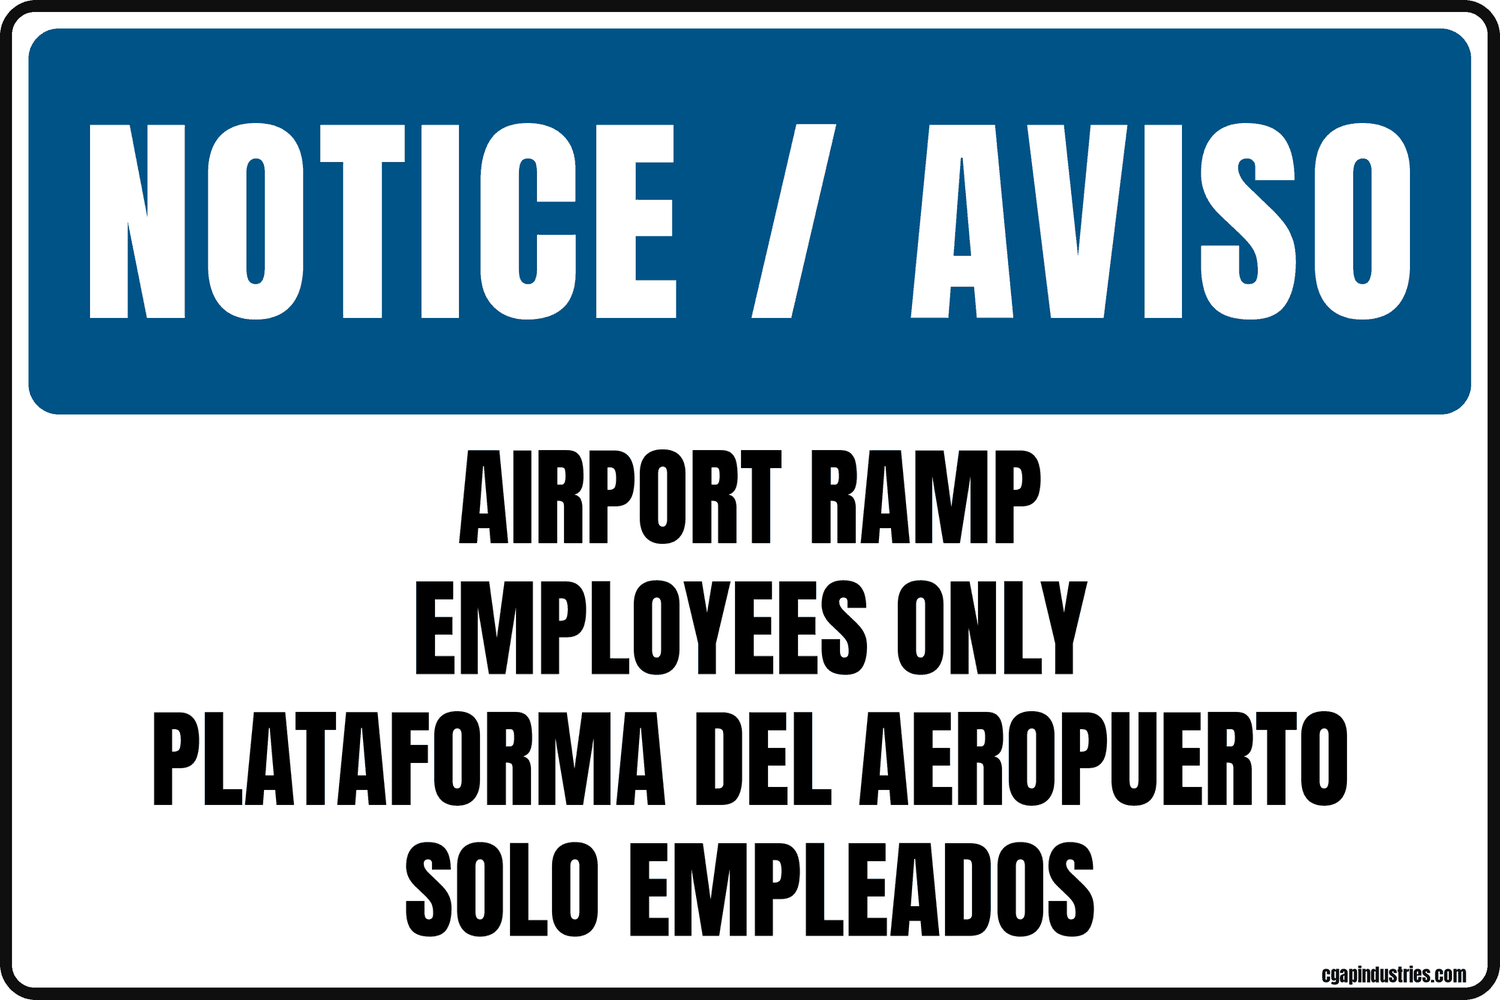 NOTICE / AVISO
AIRPORT RAMP
EMPLOYEES ONLY
PLATAFORMA DEL AEROPUERTO
SOLO EMPLEADOS
cgapindustries.com